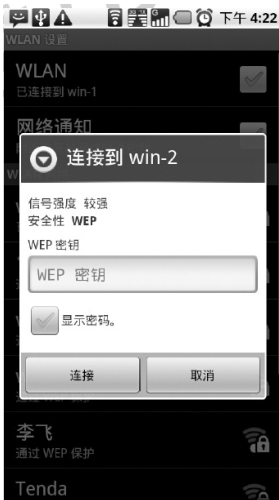 下午 4:22
WLAN 设置
WLAN
已连接到 win-1
网络通知
连接到 win-2
信号强度 较强
安全性 WEP
WEP 密钥
WEP 密钥
显示密码。
连接
取消
李飞
通过 WEP 保护
Tenda